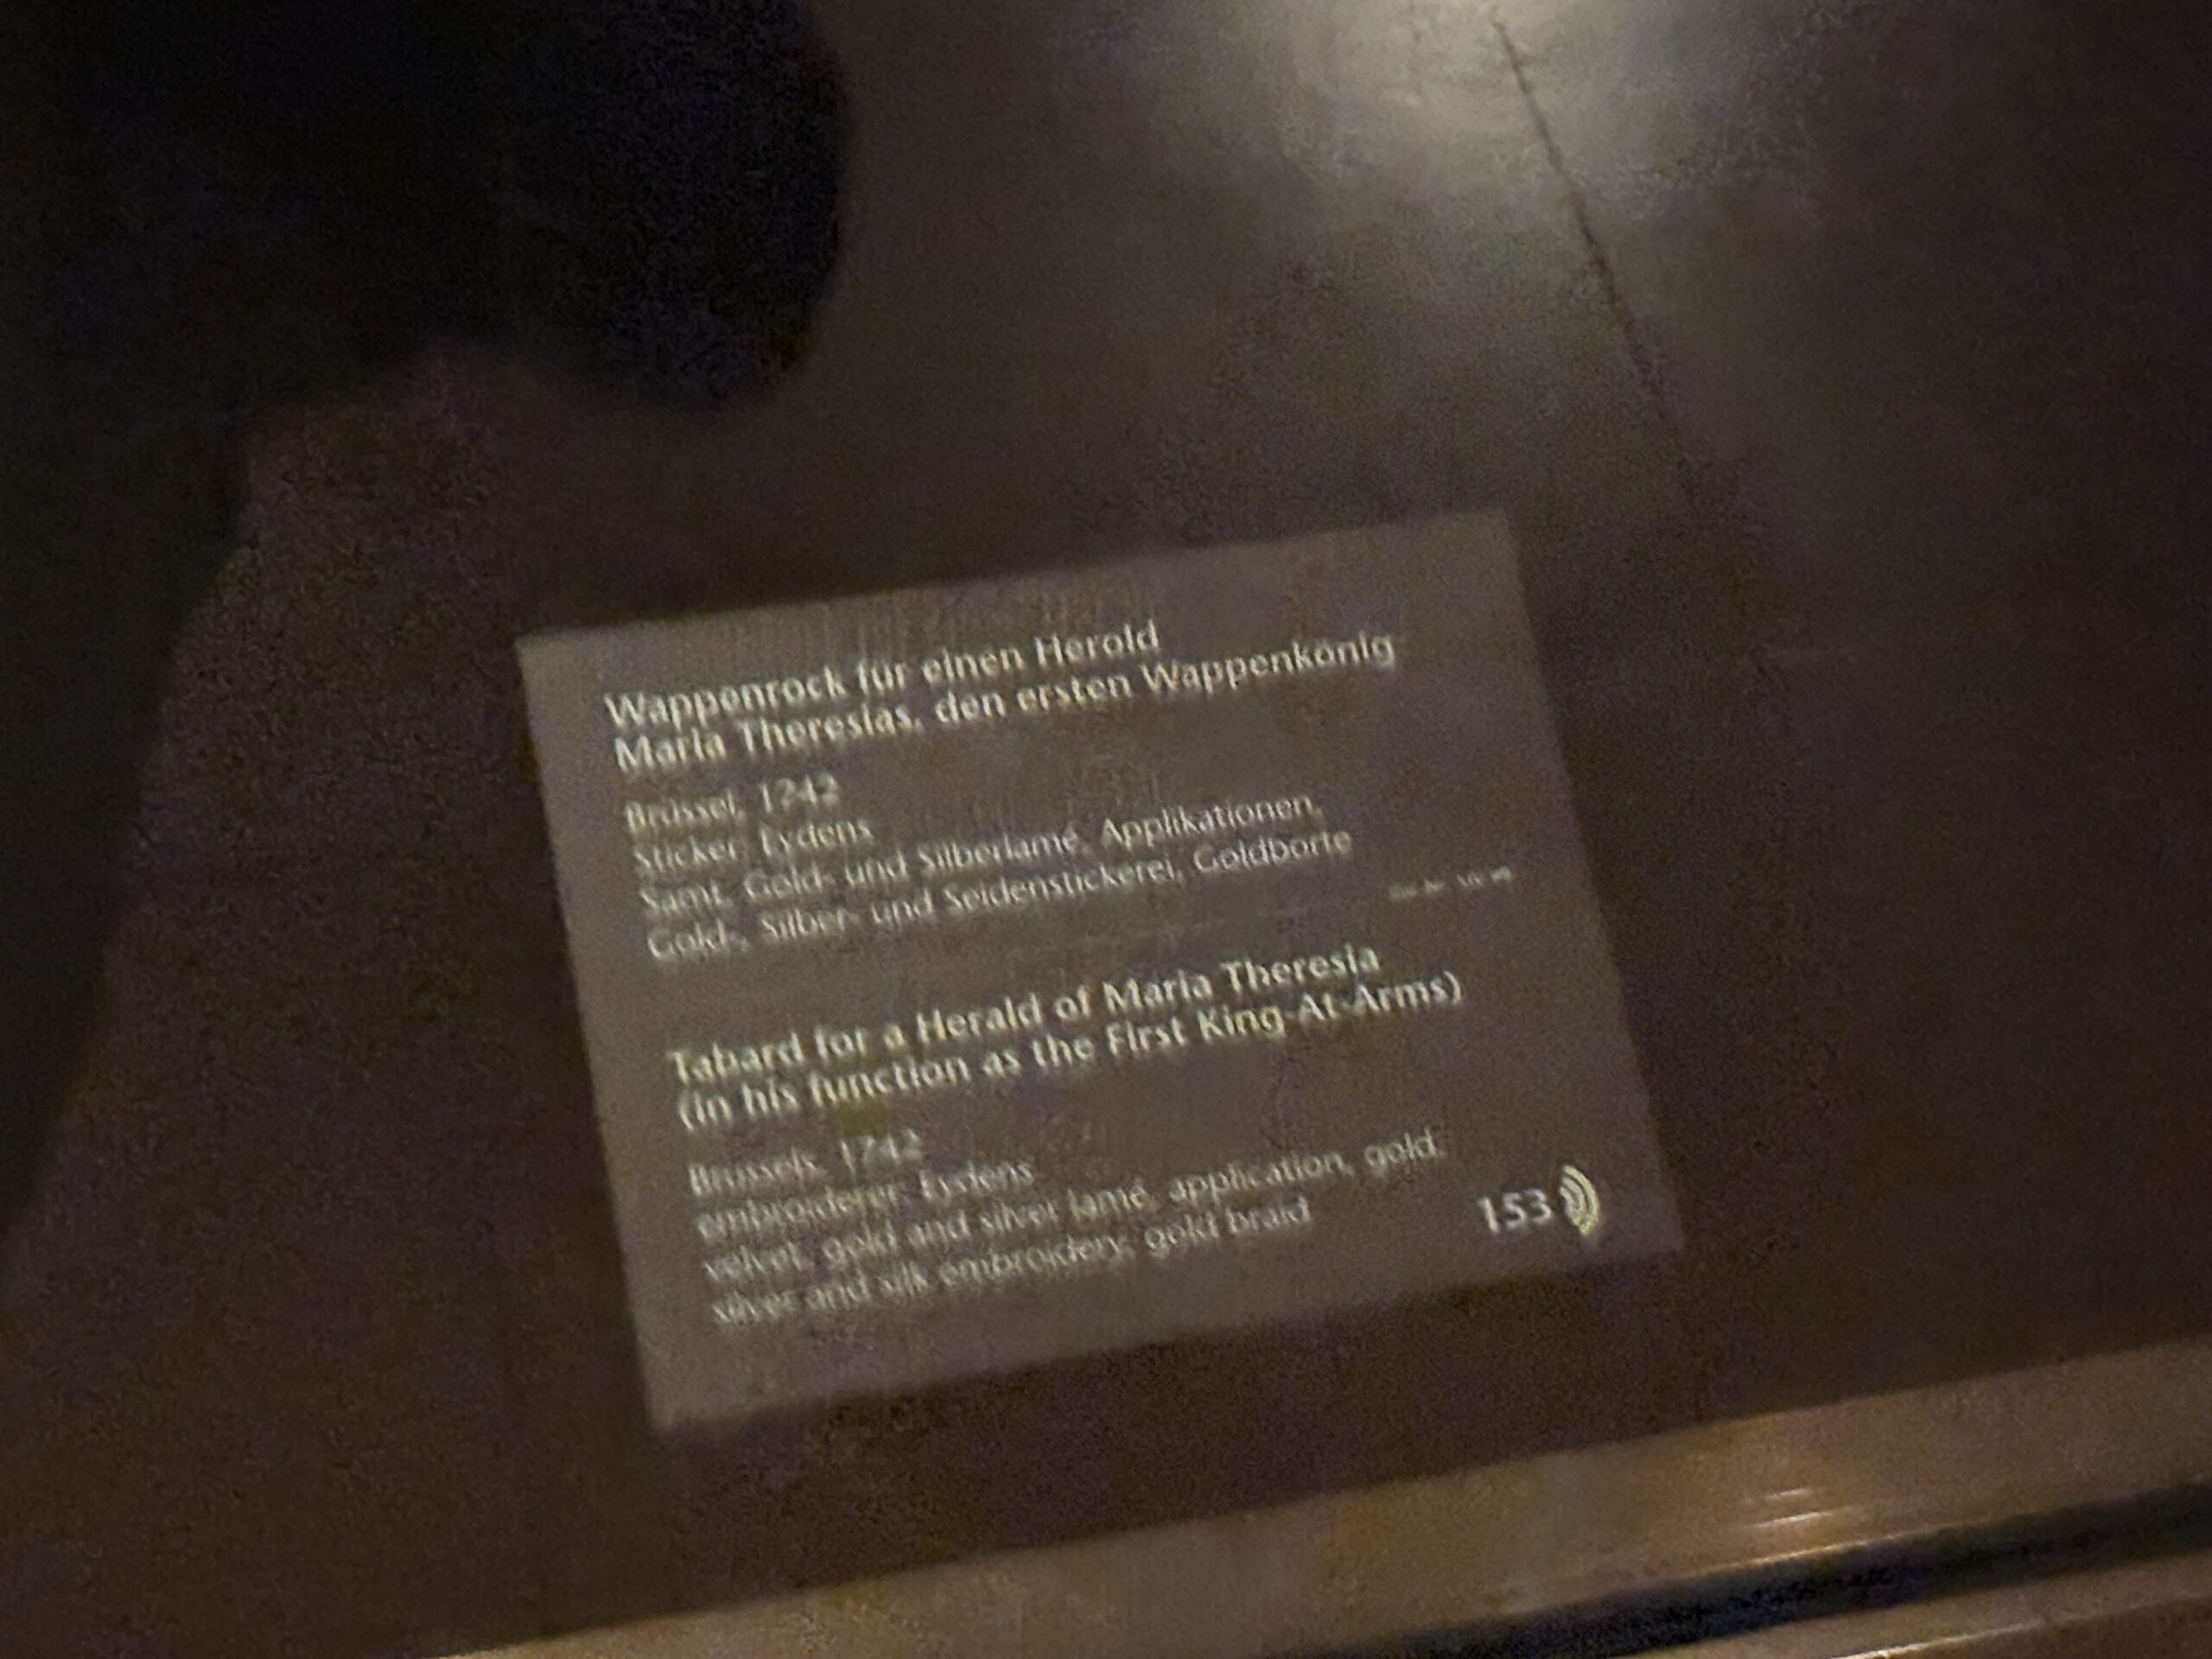 Wappenrock für einen Herold
Maria Theresias, den ersten Wappenkönig
Brüssel, 1742
Sticker: Eydens
Samt, Gold- und Silberlamé, Applikationen,
Gold-, Silber- und Seidenstickerei, Goldborte
Tabard for a Herald of Maria Theresia
(in his function as the First King-At-Arms)
Brussels, 1742
embroiderer: Eydens
velvet, gold and silver lamé, application, gold,
silver and silk embroidery, gold braid
153